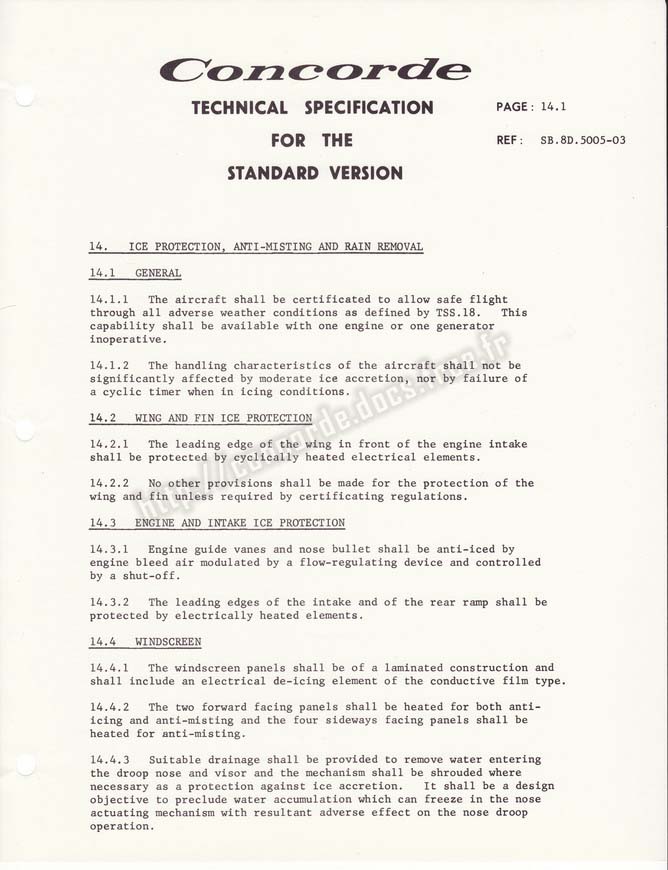 Concorde
TECHNICAL SPECIFICATION
FOR THE
STANDARD VERSION
PAGE: 14.1
REF: SB.8D.5005-03
14. ICE PROTECTION, ANTI-MISTING AND RAIN REMOVAL
14.1 GENERAL
14.1.1 The aircraft shall be certificated to allow safe flight
through all adverse weather conditions as defined by TSS.18. This
capability shall be available with one engine or one generator
inoperative.
14.1.2 The handling characteristics of the aircraft shall not be
significantly affected by moderate ice accretion, nor by failure of
a cyclic timer when in icing conditions.
14.2 WING AND FIN ICE PROTECTION
14.2.1 The leading edge of the wing in front of the engine intake
shall be protected by cyclically heated electrical elements.
14.2.2 No other provisions shall be made for the protection of the
wing and fin unless required by certificating regulations.
14.3 ENGINE AND INTAKE ICE PROTECTION
14.3.1 Engine guide vanes and nose bullet shall be anti-iced by
engine bleed air modulated by a flow-regulating device and controlled
by a shut-off.
14.3.2 The leading edges of the intake and of the rear ramp shall be
protected by electrically heated elements.
14.4 WINDSCREEN
14.4.1 The windscreen panels shall be of a laminated construction and
shall include an electrical de-icing element of the conductive film type.
14.4.2 The two forward facing panels shall be heated for both anti-
icing and anti-misting and the four sideways facing panels shall be
heated for anti-misting.
14.4.3 Suitable drainage shall be provided to remove water entering
the droop nose and visor and the mechanism shall be shrouded where
necessary as a protection against ice accretion. It shall be a design
objective to preclude water accumulation which can freeze in the nose
actuating mechanism with resultant adverse effect on the nose droop
operation.